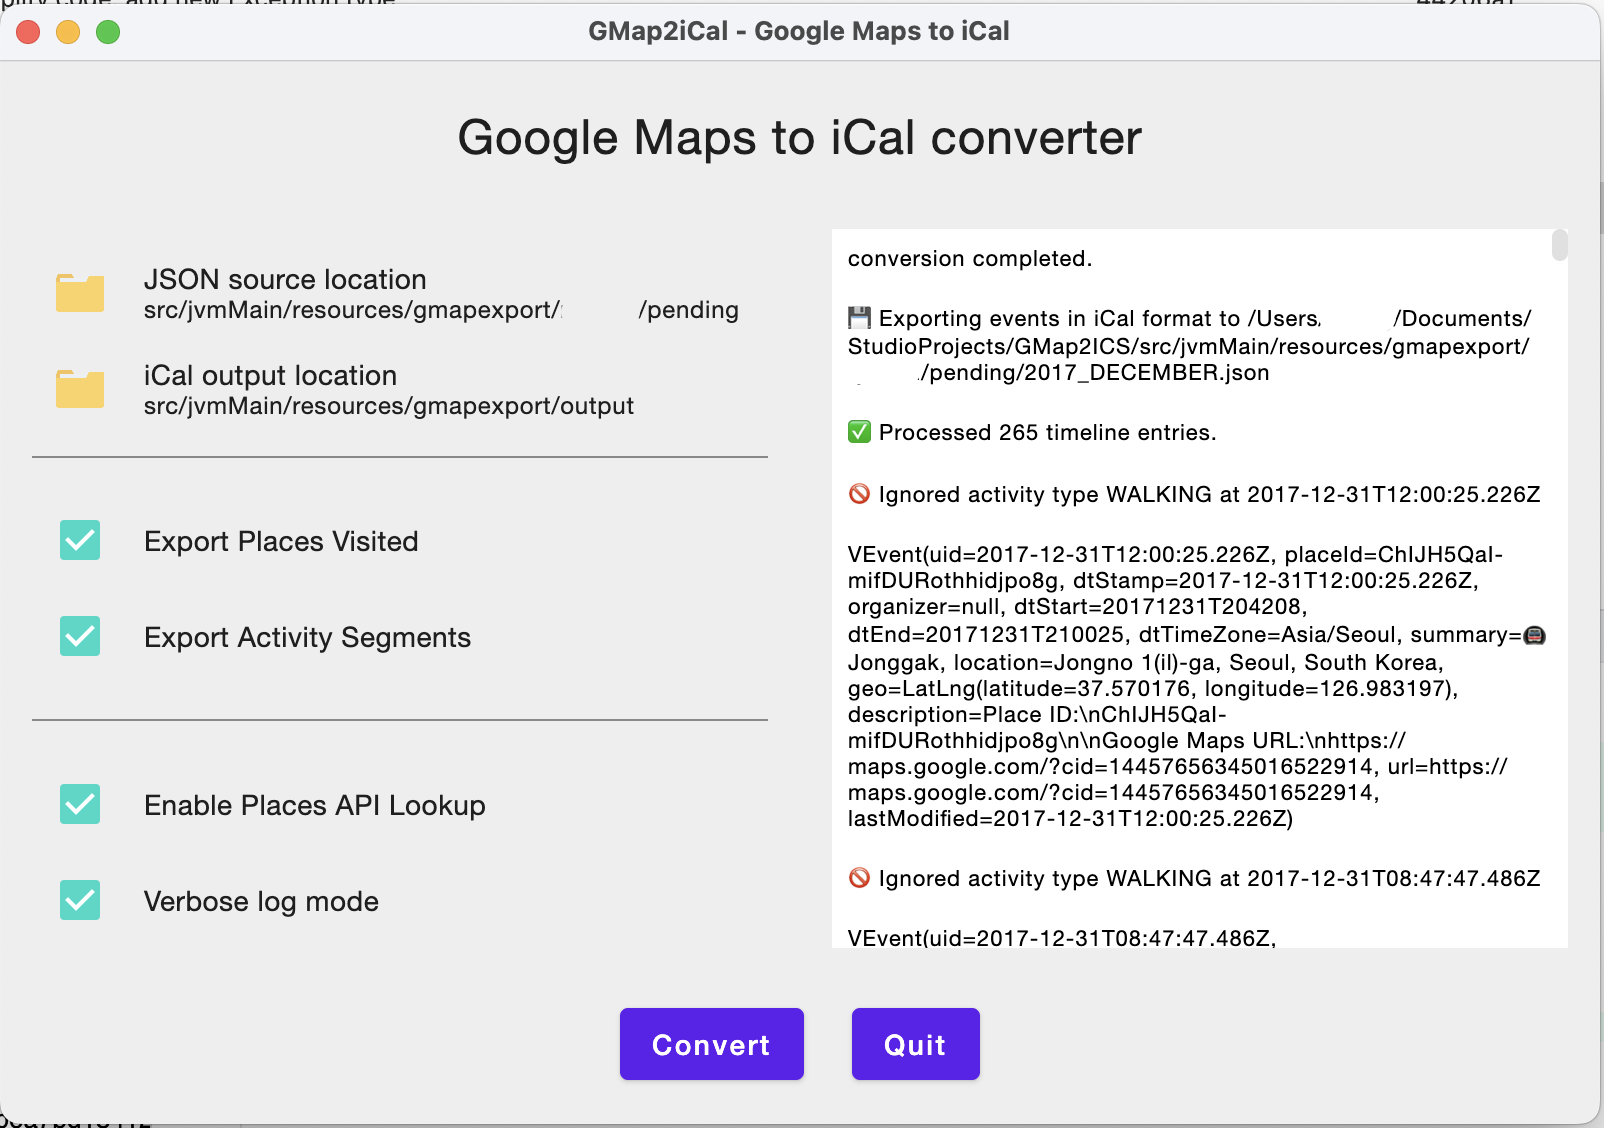 GMap2iCal - Google Maps to iCal
Google Maps to iCal converter
JSON source location
src/jvmMain/resources/gmapexport/ /pending
iCal output location
src/jvmMain/resources/gmapexport/output
Export Places Visited
Export Activity Segments
Enable Places API Lookup
Verbose log mode
conversion completed.
💾 Exporting events in iCal format to /Users/ /Documents/
StudioProjects/GMap2ICS/src/jvmMain/resources/gmapexport/
/pending/2017_DECEMBER.json
✅ Processed 265 timeline entries.
🚫 Ignored activity type WALKING at 2017-12-31T12:00:25.226Z
VEvent(uid=2017-12-31T12:00:25.226Z, placeId=ChIJH5QaI-
mifDURothhidjpo8g, dtStamp=2017-12-31T12:00:25.226Z,
organizer=null, dtStart=20171231T204208,
dtEnd=20171231T210025, dtTimeZone=Asia/Seoul, summary=🚇
Jonggak, location=Jongno 1(il)-ga, Seoul, South Korea,
geo=LatLng(latitude=37.570176, longitude=126.983197),
description=Place ID:\nChIJH5QaI-
mifDURothhidjpo8g\n\nGoogle Maps URL:\nhttps://
maps.google.com/?cid=14457656345016522914, url=https://
maps.google.com/?cid=14457656345016522914,
lastModified=2017-12-31T12:00:25.226Z)
🚫 Ignored activity type WALKING at 2017-12-31T08:47:47.486Z
VEvent(uid=2017-12-31T08:47:47.486Z,
Convert
Quit